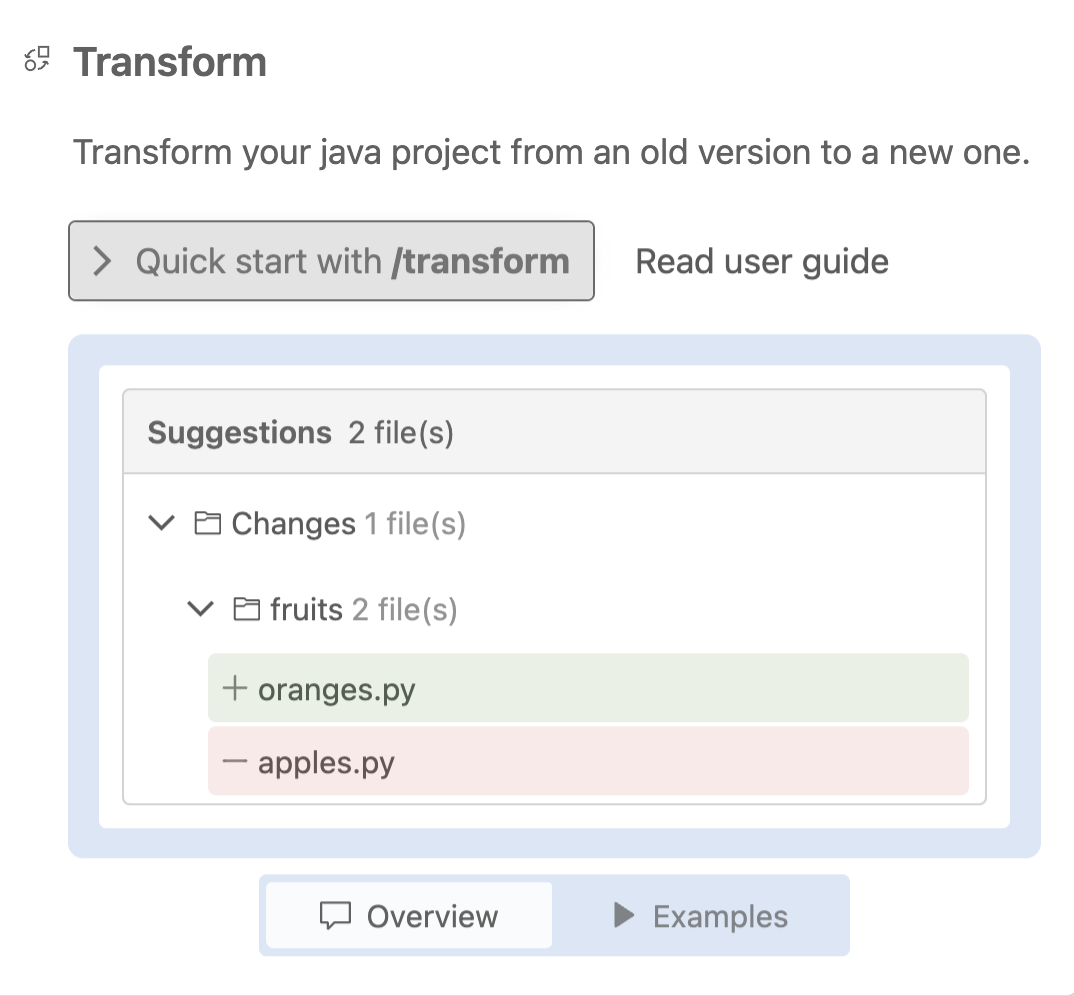 Transform
Transform your java project from an old version to a new one.
Quick start with /transform
Read user guide
Suggestions 2 file(s)
Changes 1 file(s)
fruits 2 file(s)
+ oranges.py
− apples.py
Overview
Examples